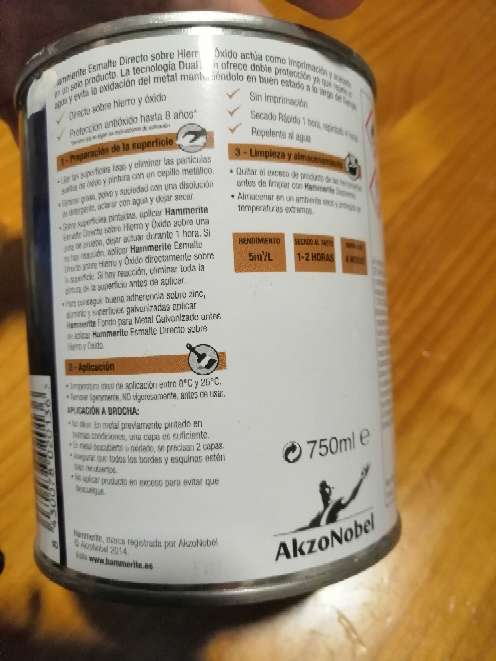 Hammerite Esmalte Directo sobre Hierro y Óxido actúa como imprimación y acabado
en un solo producto. La tecnología Dual ofrece doble protección ya que repele el
agua y evita la oxidación del metal manteniéndolo en buen estado a lo largo del tiempo.
✓ Directo sobre hierro y óxido
✓ Protección antióxido hasta 8 años*
✓ Sin Imprimación
✓ Secado Rápido 1 hora, repintado
✓ Repelente al agua
1 - Preparación de la superficie
• Lijar las superficies lisas y eliminar las partículas
sueltas de óxido y pintura con un cepillo metálico.
• Eliminar grasa, polvo y suciedad con una disolución
de detergente, aclarar con agua y dejar secar.
• Sobre superficies pintadas, aplicar Hammerite
Esmalte Directo sobre Hierro y Óxido sobre una
zona de prueba, dejar actuar durante 1 hora. Si
no hay reacción, aplicar Hammerite Esmalte
Directo sobre Hierro y Óxido directamente sobre
la superficie. Si hay reacción, eliminar toda la
pintura de la superficie antes de aplicar.
• Para conseguir buena adherencia sobre zinc,
aluminio y superficies galvanizadas aplicar
Hammerite Fondo para Metal Galvanizado antes
de aplicar Hammerite Esmalte Directo sobre
Hierro y Óxido.
2 - Aplicación
• Temperatura ideal de aplicación entre 8°C y 25°C.
• Remover ligeramente, NO vigorosamente, antes de usar.
APLICACIÓN A BROCHA:
• No diluir. En metal previamente pintado en
buenas condiciones, una capa es suficiente.
• En metal descubierto u oxidado, se precisan 2 capas.
• Asegurar que todos los bordes y esquinas estén
bien recubiertos.
• No aplicar producto en exceso para evitar que
descuelgue.
Hammerite, marca registrada por AkzoNobel
© AkzoNobel 2014.
Visite www.hammerite.es
3 - Limpieza y almacenamiento
• Quitar el exceso de producto de las herramientas
antes de limpiar con Hammerite
• Almacenar en un ambiente seco y protegido de
temperaturas extremas.
RENDIMIENTO
5m²/L
SECADO AL TACTO
1-2 HORAS
750ml e
AkzoNobel